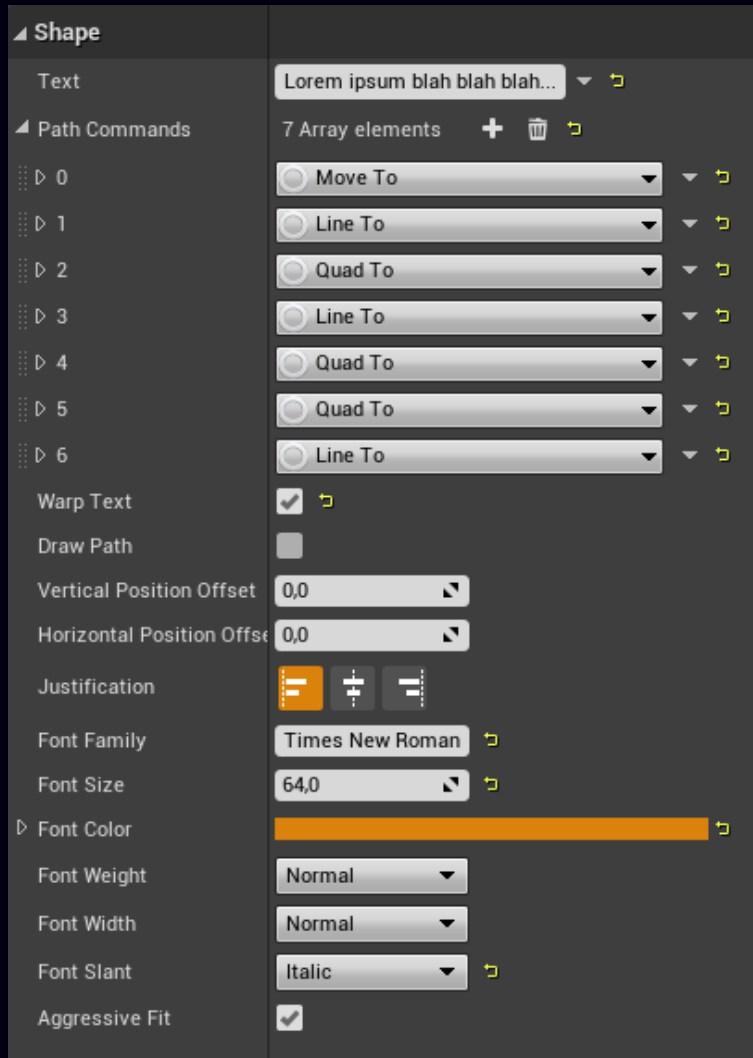 Shape
Text Lorem ipsum blah blah blah...
Path Commands 7 Array elements
0 Move To
1 Line To
2 Quad To
3 Line To
4 Quad To
5 Quad To
6 Line To
Warp Text
Draw Path
Vertical Position Offset 0,0
Horizontal Position Offse 0,0
Justification
Font Family Times New Roman
Font Size 64,0
Font Color
Font Weight Normal
Font Width Normal
Font Slant Italic
Aggressive Fit